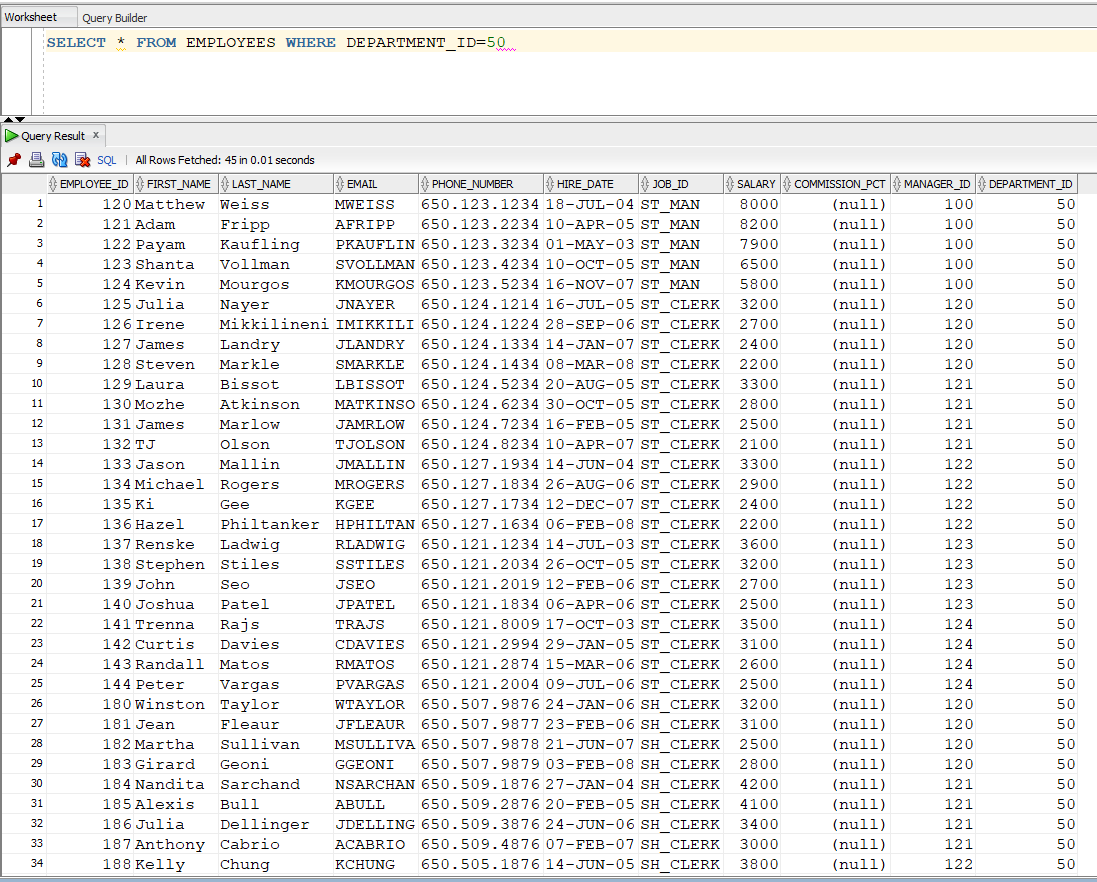 Worksheet Query Builder
SELECT * FROM EMPLOYEES WHERE DEPARTMENT_ID=50
Query Result x
SQL | All Rows Fetched: 45 in 0.01 seconds
EMPLOYEE_ID FIRST_NAME LAST_NAME EMAIL PHONE_NUMBER HIRE_DATE JOB_ID SALARY COMMISSION_PCT MANAGER_ID DEPARTMENT_ID
1 120 Matthew Weiss MWEISS 650.123.1234 18-JUL-04 ST_MAN 8000 (null) 100 50
2 121 Adam Fripp AFRIPP 650.123.2234 10-APR-05 ST_MAN 8200 (null) 100 50
3 122 Payam Kaufling PKAUFLIN 650.123.3234 01-MAY-03 ST_MAN 7900 (null) 100 50
4 123 Shanta Vollman SVOLLMAN 650.123.4234 10-OCT-05 ST_MAN 6500 (null) 100 50
5 124 Kevin Mourgos KMOURGOS 650.123.5234 16-NOV-07 ST_MAN 5800 (null) 100 50
6 125 Julia Nayer JNAYER 650.124.1214 16-JUL-05 ST_CLERK 3200 (null) 120 50
7 126 Irene Mikkilineni IMIKKILI 650.124.1224 28-SEP-06 ST_CLERK 2700 (null) 120 50
8 127 James Landry JLANDRY 650.124.1334 14-JAN-07 ST_CLERK 2400 (null) 120 50
9 128 Steven Markle SMARKLE 650.124.1434 08-MAR-08 ST_CLERK 2200 (null) 120 50
10 129 Laura Bissot LBISSOT 650.124.5234 20-AUG-05 ST_CLERK 3300 (null) 121 50
11 130 Mozhe Atkinson MATKINSO 650.124.6234 30-OCT-05 ST_CLERK 2800 (null) 121 50
12 131 James Marlow JAMRLOW 650.124.7234 16-FEB-05 ST_CLERK 2500 (null) 121 50
13 132 TJ Olson TJOLSON 650.124.8234 10-APR-07 ST_CLERK 2100 (null) 121 50
14 133 Jason Mallin JMALLIN 650.127.1934 14-JUN-04 ST_CLERK 3300 (null) 122 50
15 134 Michael Rogers MROGERS 650.127.1834 26-AUG-06 ST_CLERK 2900 (null) 122 50
16 135 Ki Gee KGEE 650.127.1734 12-DEC-07 ST_CLERK 2400 (null) 122 50
17 136 Hazel Philtanker HPHILTAN 650.127.1634 06-FEB-08 ST_CLERK 2200 (null) 122 50
18 137 Renske Ladwig RLADWIG 650.121.1234 14-JUL-03 ST_CLERK 3600 (null) 123 50
19 138 Stephen Stiles SSTILES 650.121.2034 26-OCT-05 ST_CLERK 3200 (null) 123 50
20 139 John Seo JSEO 650.121.2019 12-FEB-06 ST_CLERK 2700 (null) 123 50
21 140 Joshua Patel JPATEL 650.121.1834 06-APR-06 ST_CLERK 2500 (null) 123 50
22 141 Trenna Rajs TRAJS 650.121.8009 17-OCT-03 ST_CLERK 3500 (null) 124 50
23 142 Curtis Davies CDAVIES 650.121.2994 29-JAN-05 ST_CLERK 3100 (null) 124 50
24 143 Randall Matos RMATOS 650.121.2874 15-MAR-06 ST_CLERK 2600 (null) 124 50
25 144 Peter Vargas PVARGAS 650.121.2004 09-JUL-06 ST_CLERK 2500 (null) 124 50
26 180 Winston Taylor WTAYLOR 650.507.9876 24-JAN-06 SH_CLERK 3200 (null) 120 50
27 181 Jean Fleaur JFLEAUR 650.507.9877 23-FEB-06 SH_CLERK 3100 (null) 120 50
28 182 Martha Sullivan MSULLIVA 650.507.9878 21-JUN-07 SH_CLERK 2500 (null) 120 50
29 183 Girard Geoni GGEONI 650.507.9879 03-FEB-08 SH_CLERK 2800 (null) 120 50
30 184 Nandita Sarchand NSARCHAN 650.509.1876 27-JAN-04 SH_CLERK 4200 (null) 121 50
31 185 Alexis Bull ABULL 650.509.2876 20-FEB-05 SH_CLERK 4100 (null) 121 50
32 186 Julia Dellinger JDELLING 650.509.3876 24-JUN-06 SH_CLERK 3400 (null) 121 50
33 187 Anthony Cabrio ACABRIO 650.509.4876 07-FEB-07 SH_CLERK 3000 (null) 121 50
34 188 Kelly Chung KCHUNG 650.505.1876 14-JUN-05 SH_CLERK 3800 (null) 122 50